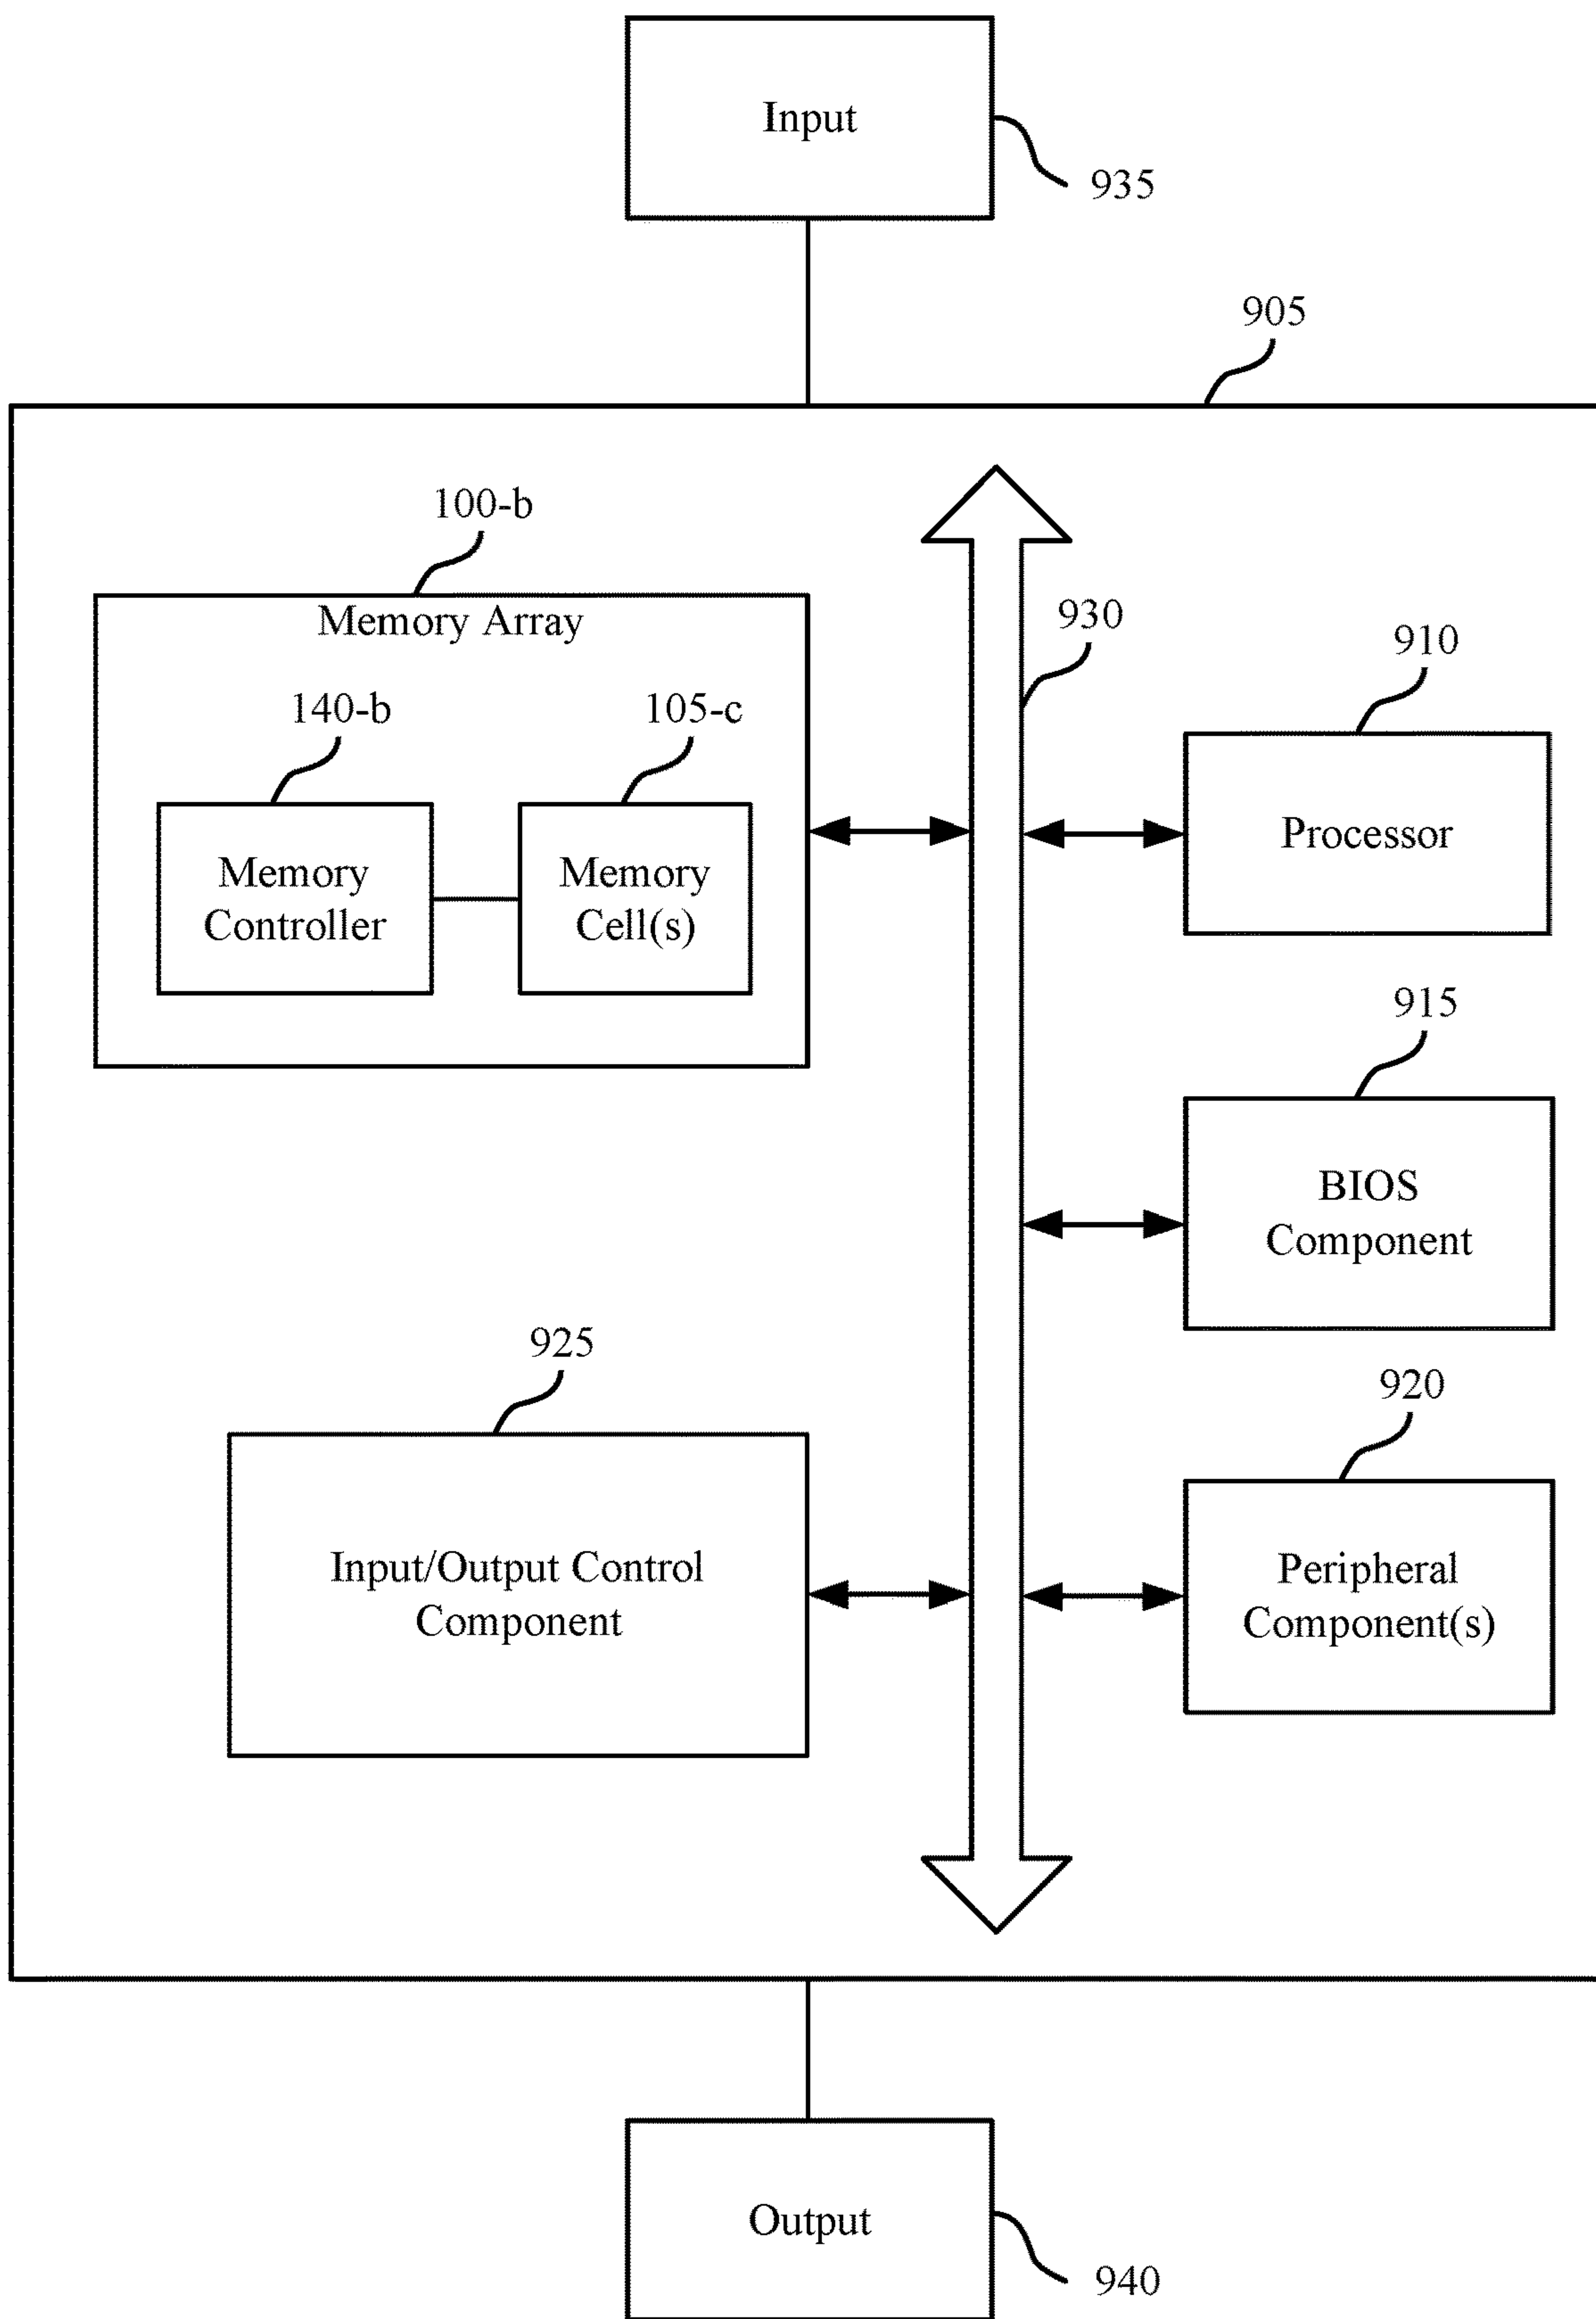 Input
935
905
100-b
Memory Array
930
910
140-b
105-c
Memory
Controller
Memory
Cell(s)
Processor
915
BIOS
Component
925
920
Input/Output Control
Component
Peripheral
Component(s)
Output
940